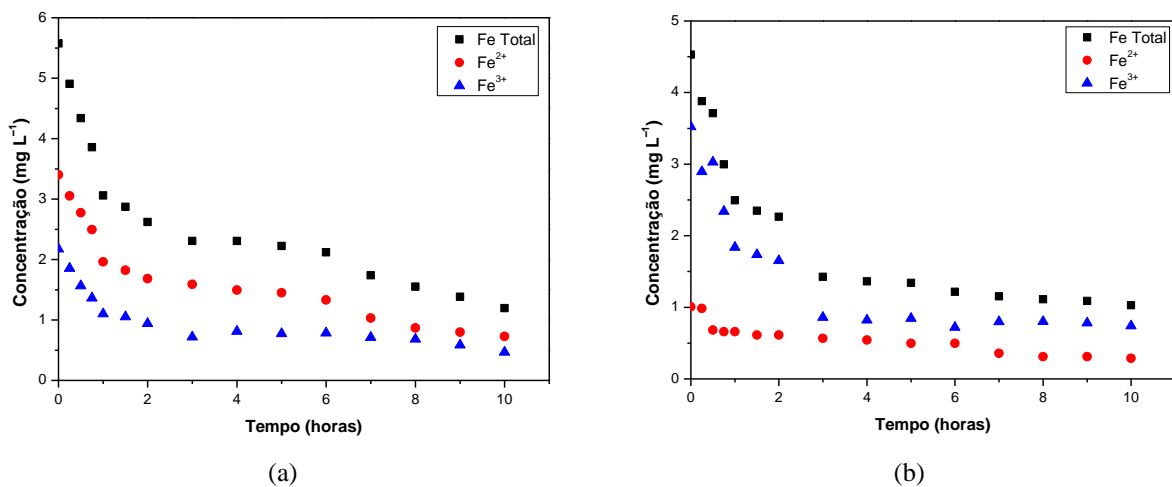 6
5
4
3
2
1
0
Concentração (mg L⁻¹)
Fe Total
Fe²⁺
Fe³⁺
0 2 4 6 8 10
Tempo (horas)
(a)
5
4
3
2
1
0
Concentração (mg L⁻¹)
Fe Total
Fe²⁺
Fe³⁺
0 2 4 6 8 10
Tempo (horas)
(b)